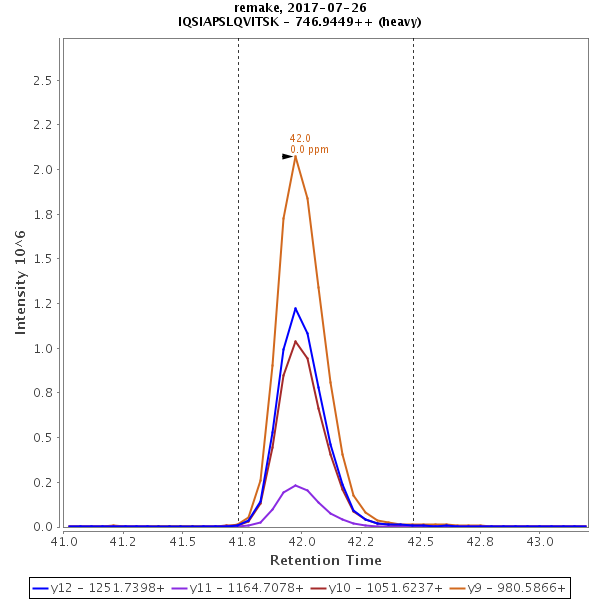 remake, 2017-07-26
IQSIAPSLQVITSK - 746.9449++ (heavy)
42.0
0.0 ppm
Intensity 10^6
2.5
2.2
2.0
1.8
1.5
1.2
1.0
0.8
0.5
0.2
0.0
41.0 41.2 41.5 41.8 42.0 42.2 42.5 42.8 43.0
Retention Time
y12 - 1251.7398+ y11 - 1164.7078+ y10 - 1051.6237+ y9 - 980.5866+